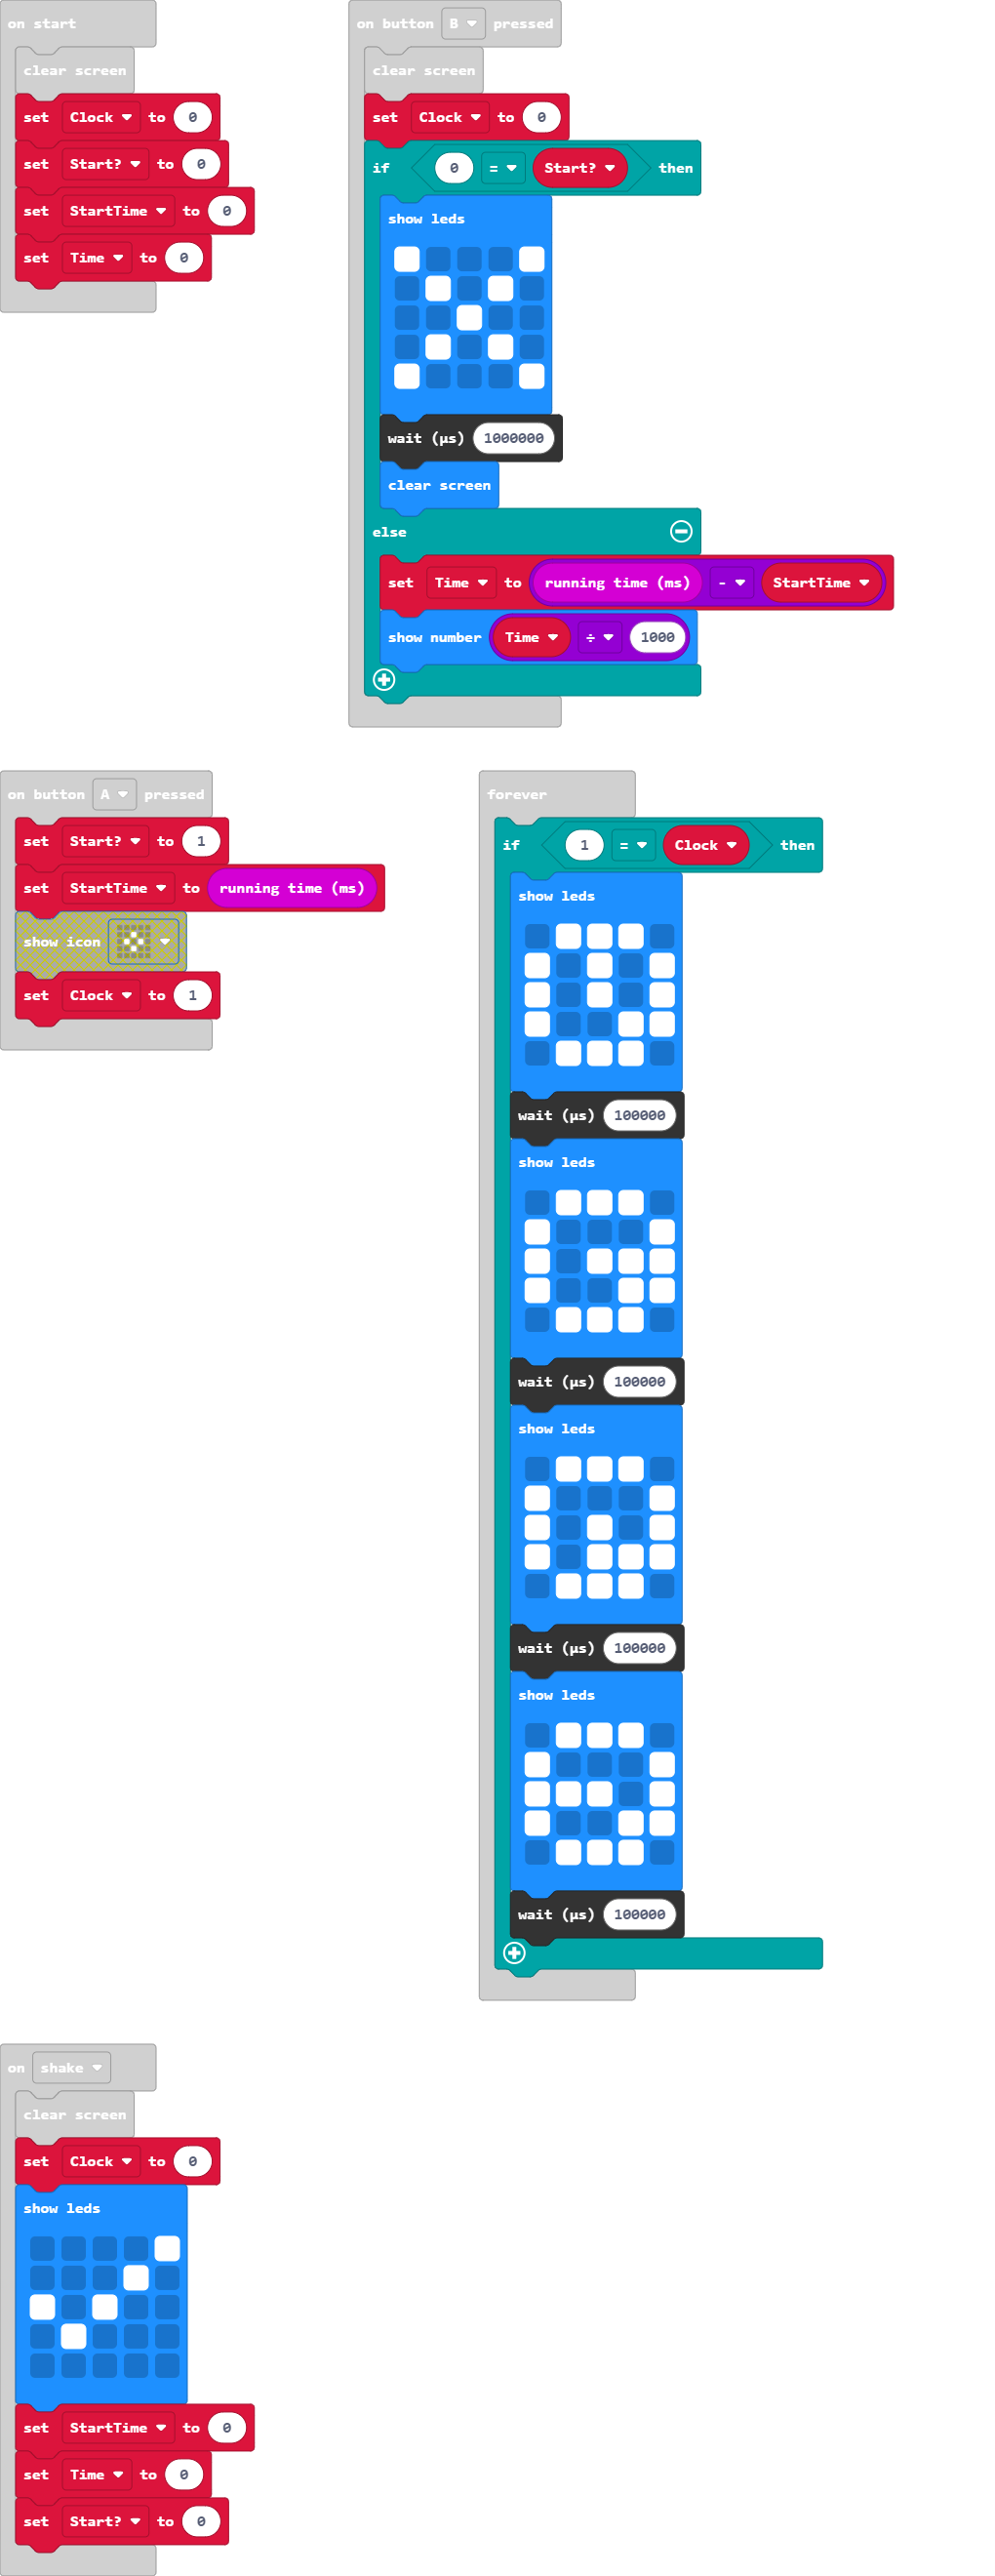 on start
clear screen
set Clock to 0
set Start? to 0
set StartTime to 0
set Time to 0
on button B pressed
clear screen
set Clock to 0
if 0 = Start? then
show leds
wait (µs) 1000000
clear screen
else
set Time to running time (ms) - StartTime
show number Time ÷ 1000
on button A pressed
set Start? to 1
set StartTime to running time (ms)
show icon
set Clock to 1
forever
if 1 = Clock then
show leds
wait (µs) 100000
show leds
wait (µs) 100000
show leds
wait (µs) 100000
show leds
wait (µs) 100000
on shake
clear screen
set Clock to 0
show leds
set StartTime to 0
set Time to 0
set Start? to 0